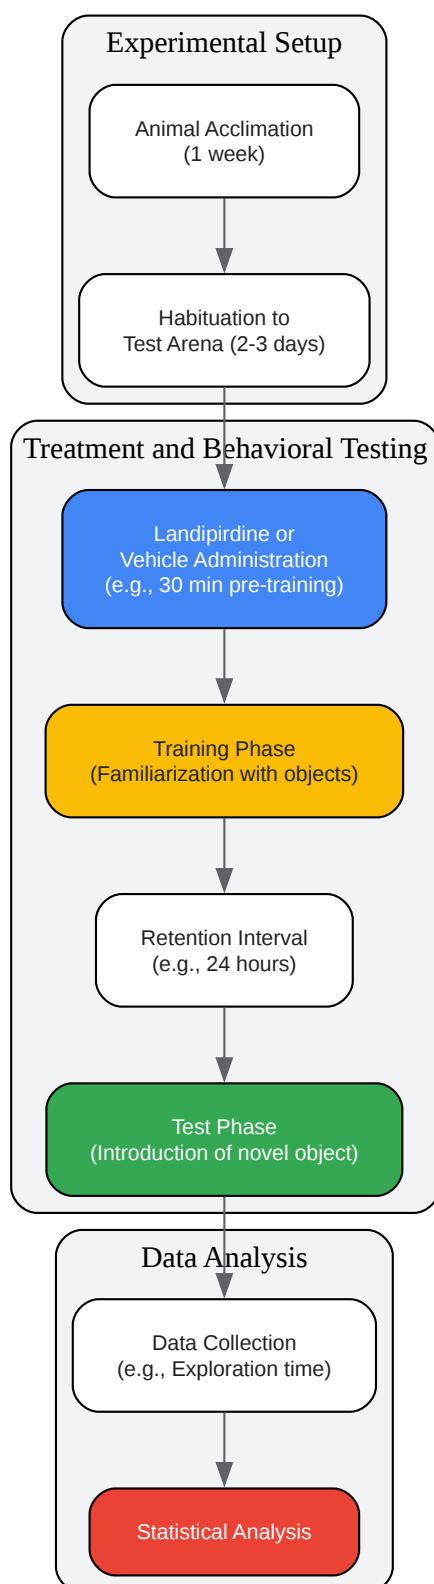 Experimental Setup
Animal Acclimation
(1 week)
Habituation to
Test Arena (2-3 days)
Treatment and Behavioral Testing
Landipirdine or
Vehicle Administration
(e.g., 30 min pre-training)
Training Phase
(Familiarization with objects)
Retention Interval
(e.g., 24 hours)
Test Phase
(Introduction of novel object)
Data Analysis
Data Collection
(e.g., Exploration time)
Statistical Analysis